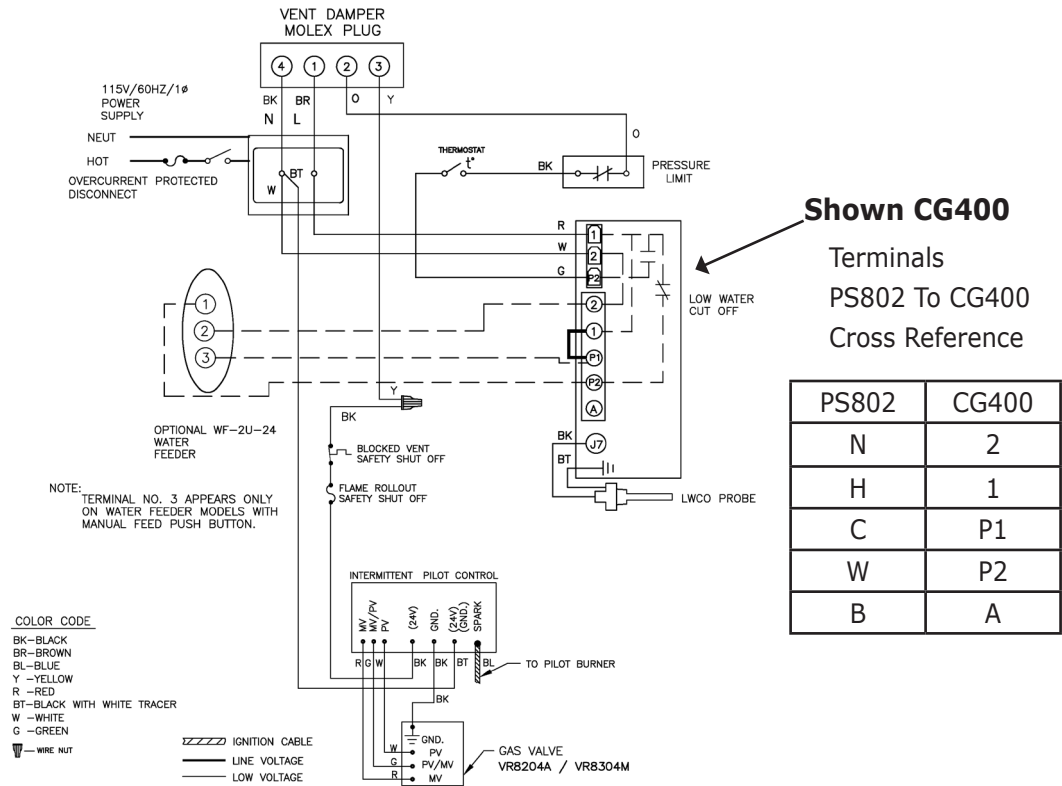 VENT DAMPER
MOLEX PLUG
4 1 2 3
BK BR O Y
N L
115V/60HZ/1ø
POWER
SUPPLY
NEUT
HOT
OVERCURRENT PROTECTED
DISCONNECT
BT
W
O
THERMOSTAT
t°
BK
PRESSURE
LIMIT
R
W
G
1
2
P2
2
1
P1
P2
A
J7
BK
BT
LOW WATER
CUT OFF
LWCO PROBE
1
2
3
OPTIONAL WF-2U-24
WATER
FEEDER
NOTE:
TERMINAL NO. 3 APPEARS ONLY
ON WATER FEEDER MODELS WITH
MANUAL FEED PUSH BUTTON.
Y
BK
BLOCKED VENT
SAFETY SHUT OFF
FLAME ROLLOUT
SAFETY SHUT OFF
INTERMITTENT PILOT CONTROL
MV
MV/PV
PV
(24V)
GND.
(24V)
(GND.)
SPARK
R G W BK BK BT BL
TO PILOT BURNER
BK
GND.
W PV
G PV/MV
R MV
GAS VALVE
VR8204A / VR8304M
COLOR CODE
BK-BLACK
BR-BROWN
BL-BLUE
Y -YELLOW
R -RED
BT-BLACK WITH WHITE TRACER
W -WHITE
G -GREEN
— WIRE NUT
IGNITION CABLE
LINE VOLTAGE
LOW VOLTAGE
Shown CG400
Terminals
PS802 To CG400
Cross Reference
PS802 CG400
N 2
H 1
C P1
W P2
B A